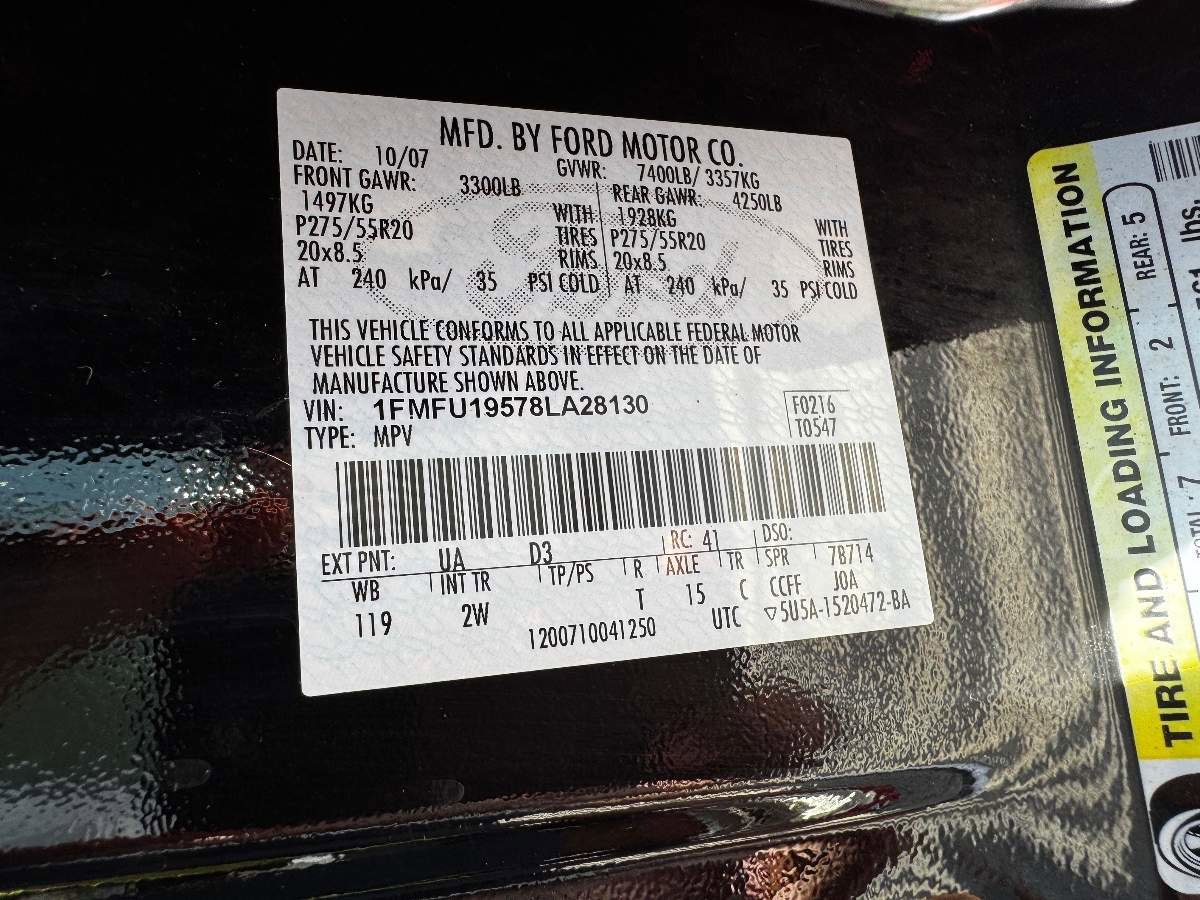 MFD. BY FORD MOTOR CO.
DATE: 10/07 GVWR: 7400LB/ 3357KG
FRONT GAWR: 3300LB REAR GAWR: 4250LB
1497KG WITH 1928KG WITH
P275/55R20 TIRES P275/55R20 TIRES
20x8.5 RIMS 20x8.5 RIMS
AT 240 kPa/ 35 PSI COLD AT 240 kPa/ 35 PSI COLD
THIS VEHICLE CONFORMS TO ALL APPLICABLE FEDERAL MOTOR
VEHICLE SAFETY STANDARDS IN EFFECT ON THE DATE OF
MANUFACTURE SHOWN ABOVE.
VIN: 1FMFU19578LA28130 F0216
TYPE: MPV T0547
EXT PNT: UA D3 RC: 41 DSO:
WB INT TR TP/PS R AXLE TR SPR 7B714
119 2W T 15 C CCFF JOA
1200710041250 UTC ▽5U5A-1520472-BA
TIRE AND LOADING INFORMATION
FRONT: 2 REAR: 5
7
lbs.